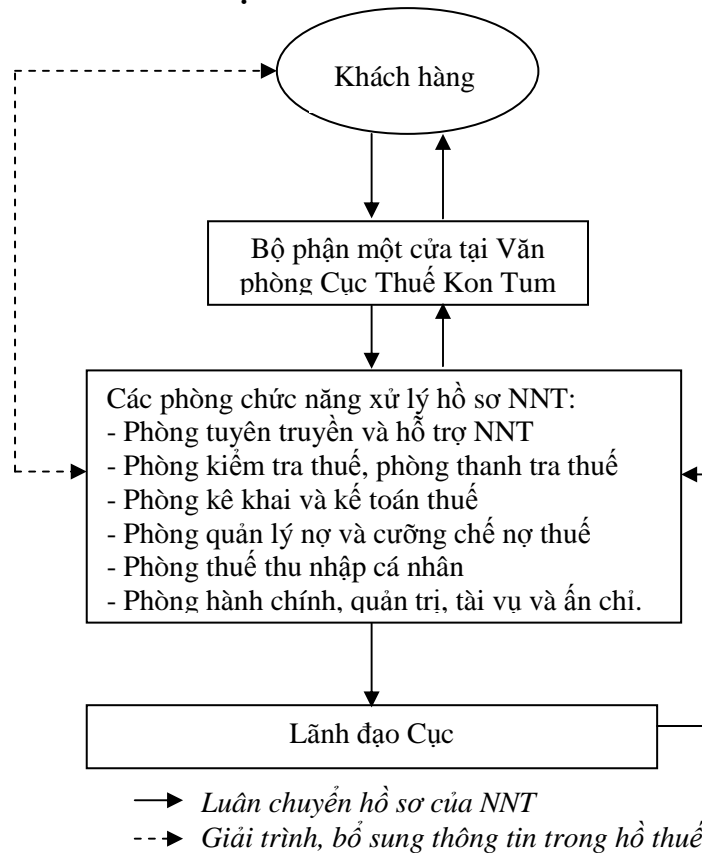 Khách hàng
Bộ phận một cửa tại Văn
phòng Cục Thuế Kon Tum
Các phòng chức năng xử lý hồ sơ NNT:
- Phòng tuyên truyền và hỗ trợ NNT
- Phòng kiểm tra thuế, phòng thanh tra thuế
- Phòng kê khai và kế toán thuế
- Phòng quản lý nợ và cưỡng chế nợ thuế
- Phòng thuế thu nhập cá nhân
- Phòng hành chính, quản trị, tài vụ và ấn chỉ.
Lãnh đạo Cục
Luân chuyển hồ sơ của NNT
Giải trình, bổ sung thông tin trong hồ thuế